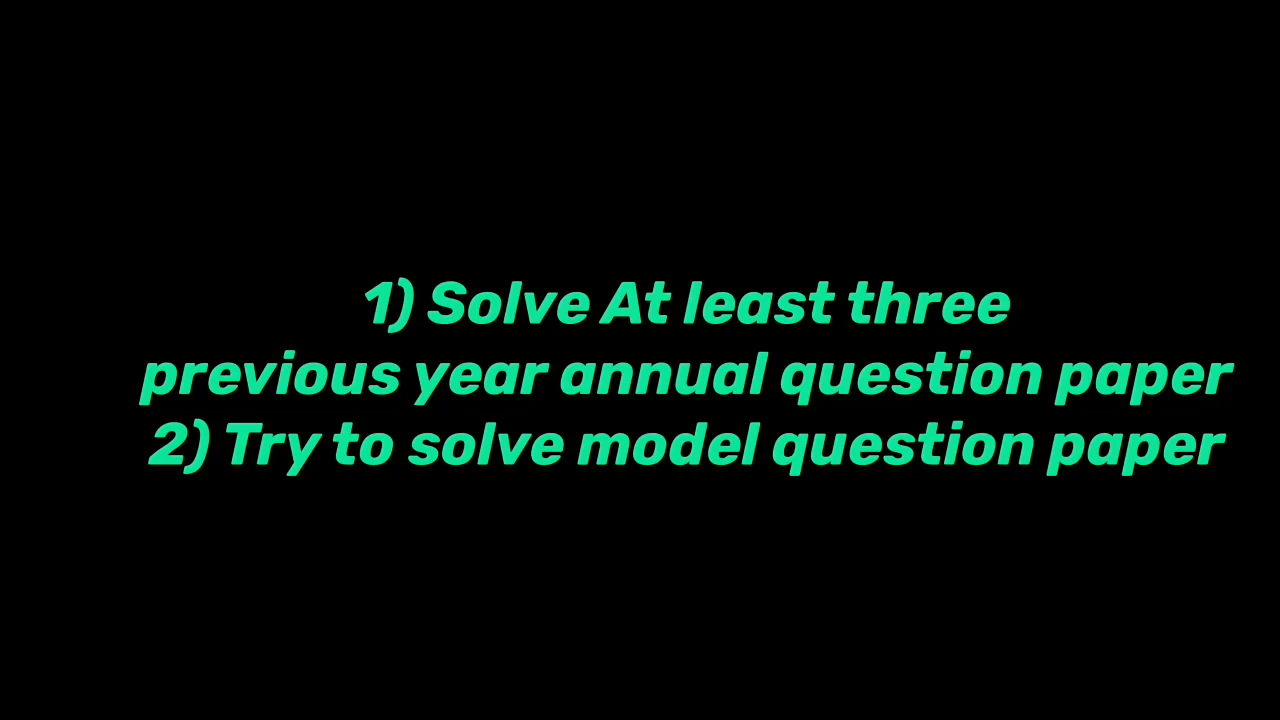 1) Solve At least three
previous year annual question paper
2) Try to solve model question paper